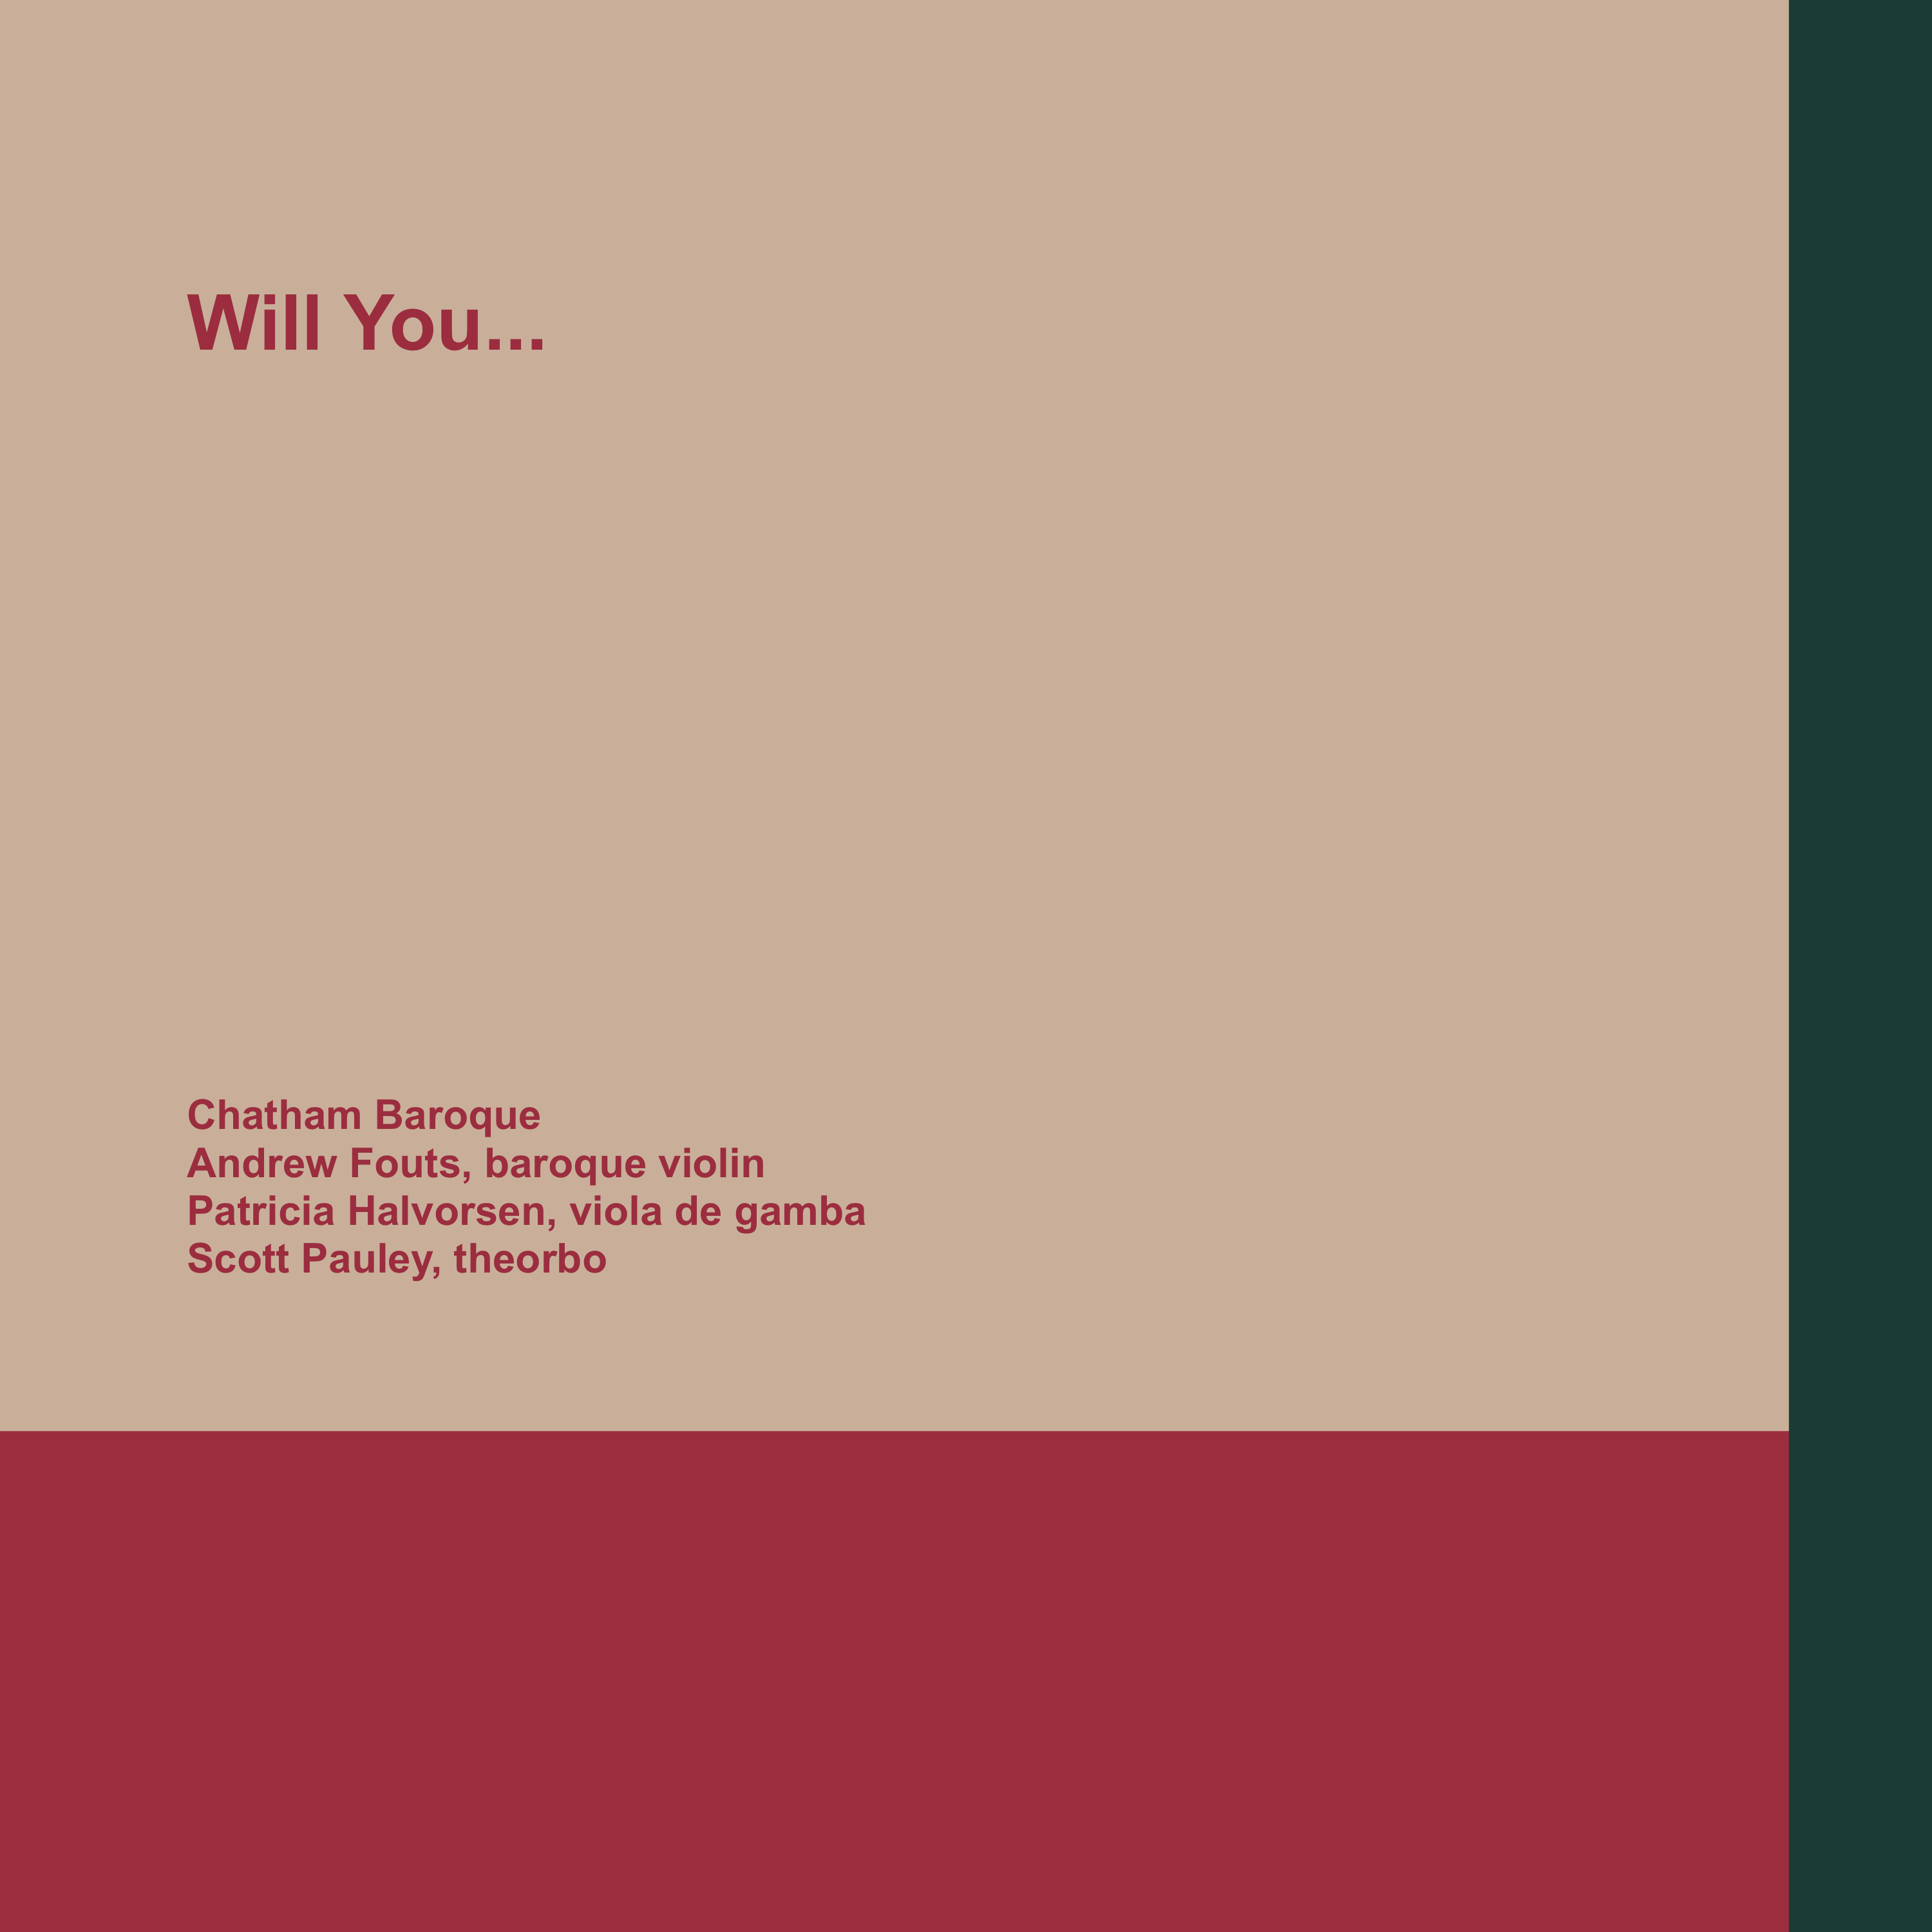 Will You...
Chatham Baroque
Andrew Fouts, baroque violin
Patricia Halvorsen, viola de gamba
Scott Pauley, theorbo